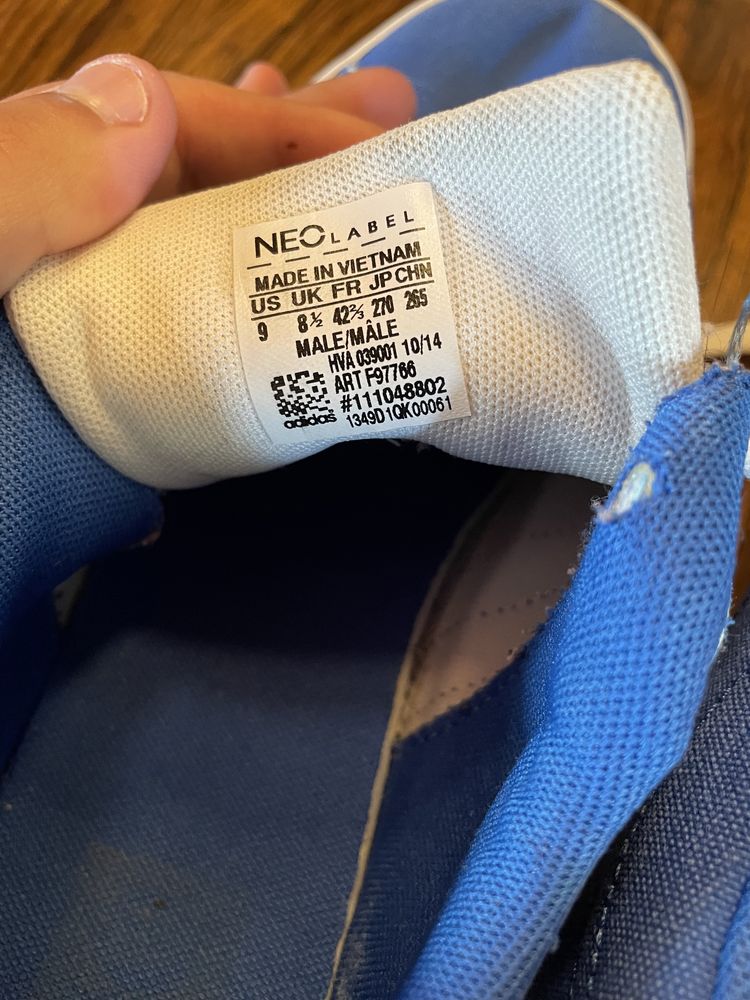 NEO LABEL
MADE IN VIETNAM
US UK FR JP CHN
9 8½ 42⅔ 270 265
MALE/MÂLE
HVA 039001 10/14
ART F97766
#111048802
adidas 1349D1QK00061